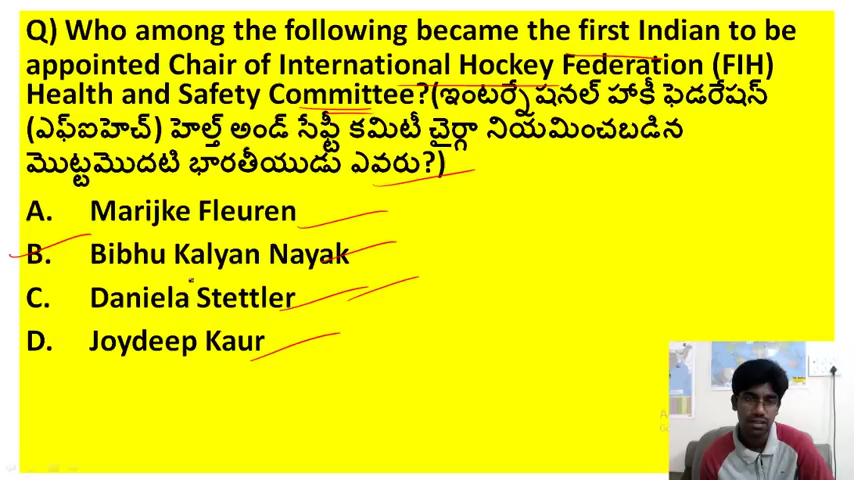 Q) Who among the following became the first Indian to be
appointed Chair of International Hockey Federation (FIH)
Health and Safety Committee?(ఇంటర్నేషనల్ హాకీ ఫెడరేషన్
(ఎఫ్ఐహెచ్) హెల్త్ అండ్ సేఫ్టీ కమిటీ చైర్గా నియమించబడిన
మొట్టమొదటి భారతీయుడు ఎవరు?)
A. Marijke Fleuren
B. Bibhu Kalyan Nayak
C. Daniela Stettler
D. Joydeep Kaur